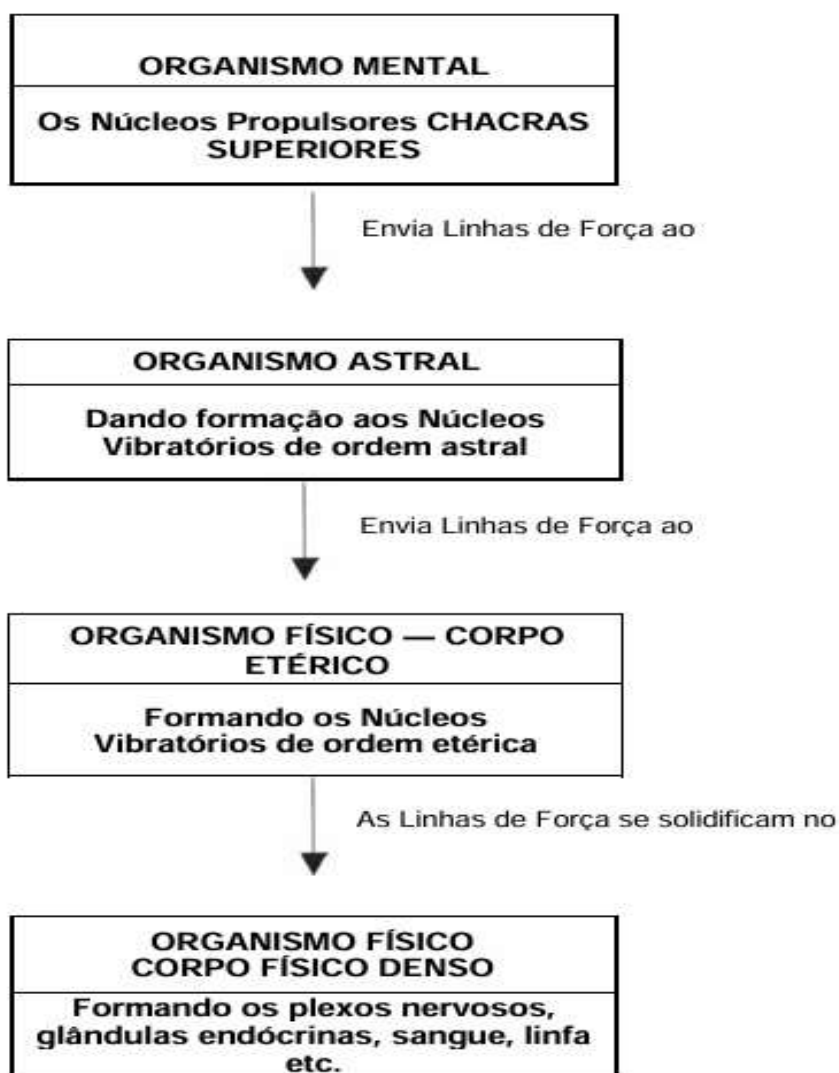 ORGANISMO MENTAL
Os Núcleos Propulsores CHACRAS
SUPERIORES
Envia Linhas de Força ao
ORGANISMO ASTRAL
Dando formação aos Núcleos
Vibratórios de ordem astral
Envia Linhas de Força ao
ORGANISMO FÍSICO — CORPO
ETÉRICO
Formando os Núcleos
Vibratórios de ordem etérica
As Linhas de Força se solidificam no
ORGANISMO FÍSICO
CORPO FÍSICO DENSO
Formando os plexos nervosos,
glândulas endócrinas, sangue, linfa
etc.